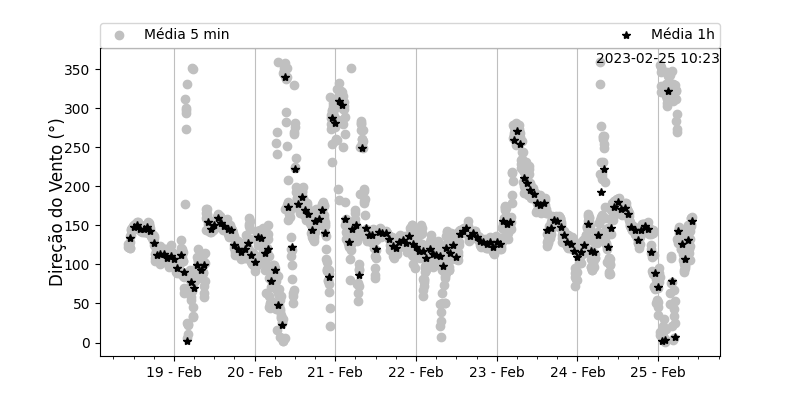 Média 5 min
Média 1h
2023-02-25 10:23
Direção do Vento (°)
350
300
250
200
150
100
50
0
19 - Feb
20 - Feb
21 - Feb
22 - Feb
23 - Feb
24 - Feb
25 - Feb